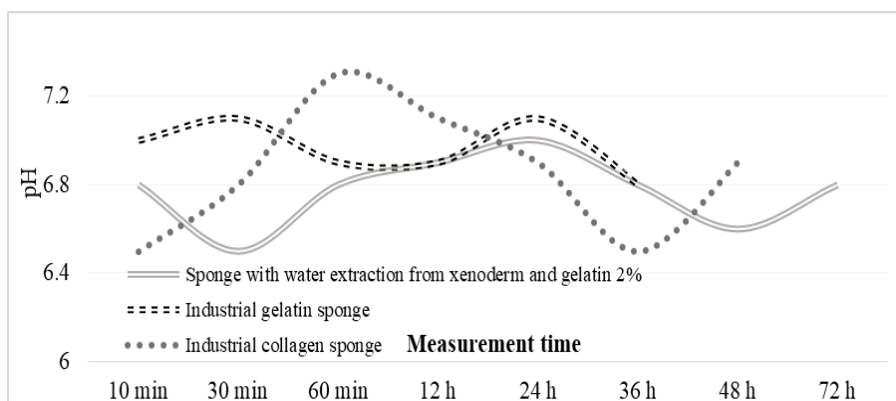 7.2
6.8
pH
6.4
Sponge with water extraction from xenoderm and gelatin 2%
Industrial gelatin sponge
Industrial collagen sponge
Measurement time
6
10 min 30 min 60 min 12 h 24 h 36 h 48 h 72 h